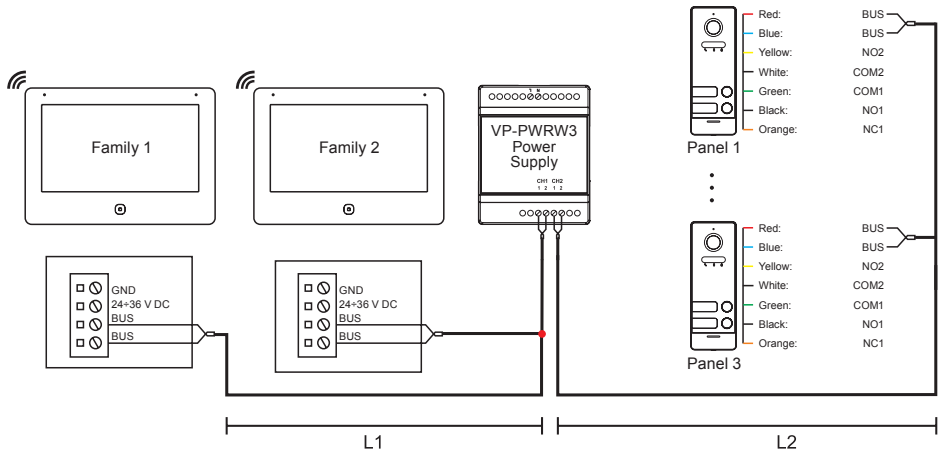 Family 1
Family 2
L N
VP-PWRW3
Power
Supply
CH1 CH2
1 2 1 2
GND
24÷36 V DC
BUS
BUS
GND
24÷36 V DC
BUS
BUS
Red: BUS
Blue: BUS
Yellow: NO2
White: COM2
Green: COM1
Black: NO1
Orange: NC1
Panel 1
Red: BUS
Blue: BUS
Yellow: NO2
White: COM2
Green: COM1
Black: NO1
Orange: NC1
Panel 3
L1
L2